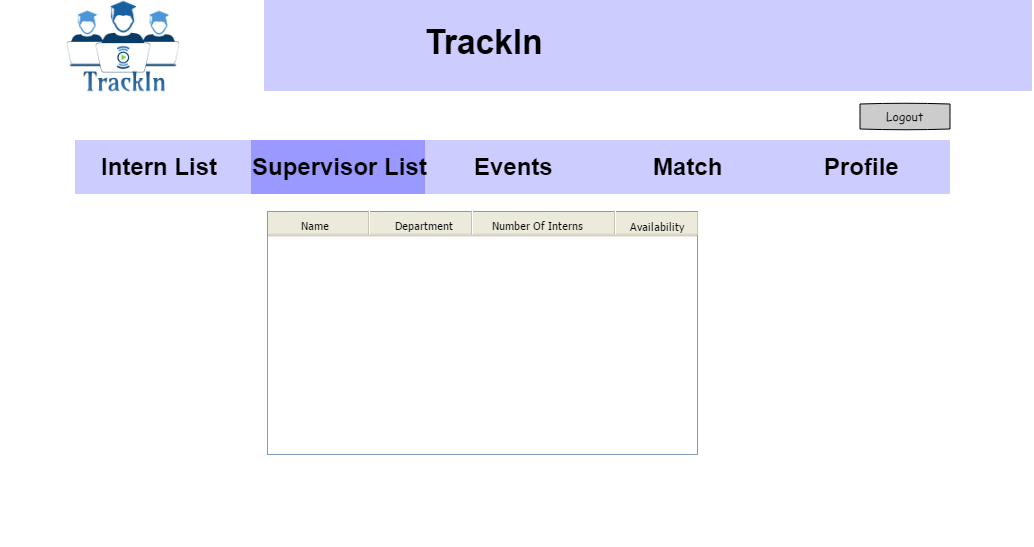 TrackIn
TrackIn
Logout
Intern List Supervisor List Events Match Profile
Name Department Number Of Interns Availability